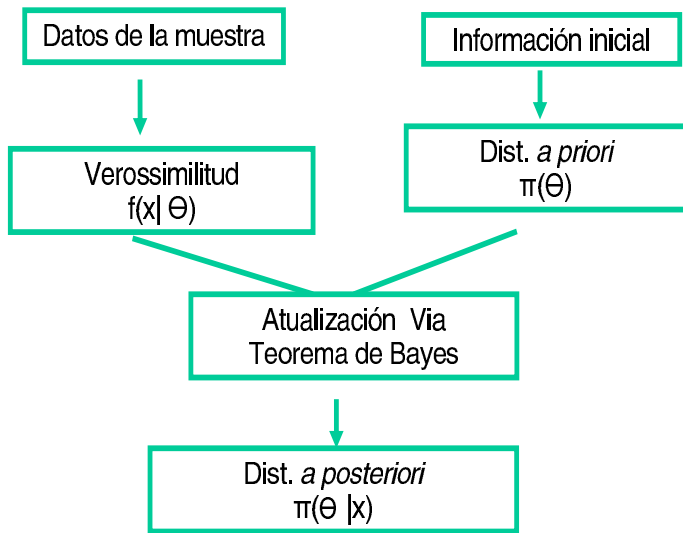 Datos de la muestra
Información inicial
Verossimilitud
f(x| Θ)
Dist. a priori
π(Θ)
Atualización Via
Teorema de Bayes
Dist. a posteriori
π(Θ |x)